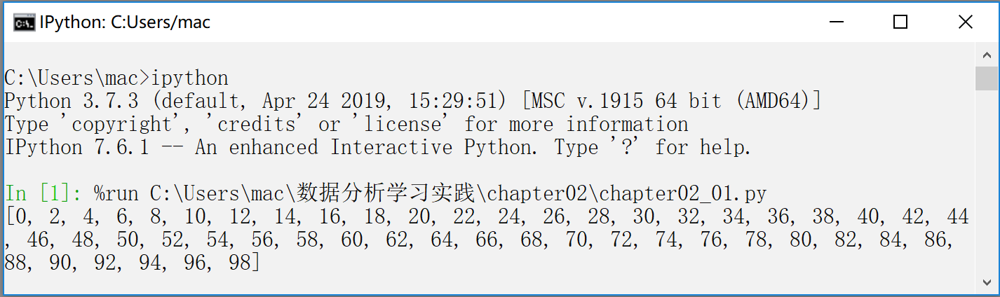 IPython: C:Users/mac
C:\Users\mac>ipython
Python 3.7.3 (default, Apr 24 2019, 15:29:51) [MSC v.1915 64 bit (AMD64)]
Type 'copyright', 'credits' or 'license' for more information
IPython 7.6.1 -- An enhanced Interactive Python. Type '?' for help.
In [1]: %run C:\Users\mac\数据分析学习实践\chapter02\chapter02_01.py
[0, 2, 4, 6, 8, 10, 12, 14, 16, 18, 20, 22, 24, 26, 28, 30, 32, 34, 36, 38, 40, 42, 44
, 46, 48, 50, 52, 54, 56, 58, 60, 62, 64, 66, 68, 70, 72, 74, 76, 78, 80, 82, 84, 86,
88, 90, 92, 94, 96, 98]